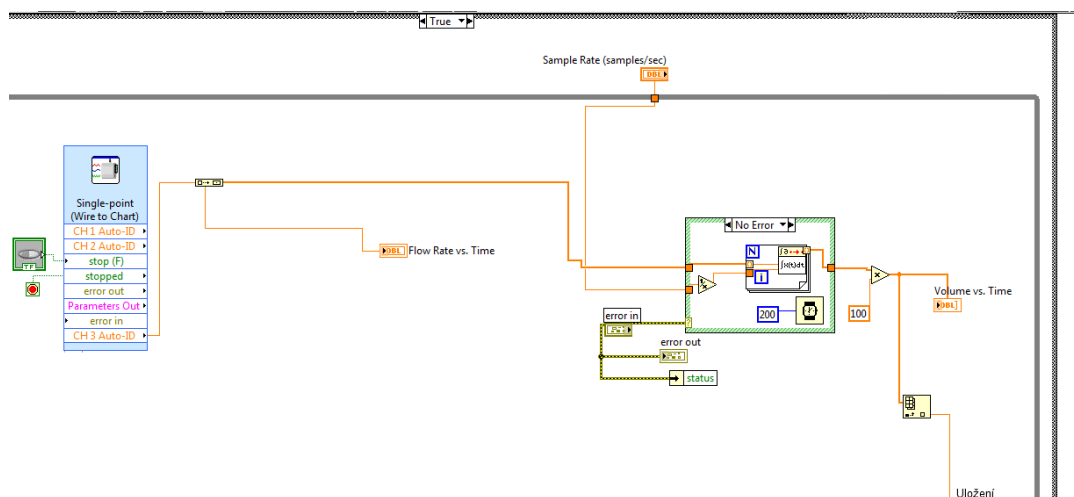 True
Sample Rate (samples/sec)
DBL
Single-point
(Wire to Chart)
CH 1 Auto-ID
CH 2 Auto-ID
stop (F)
stopped
error out
Parameters Out
error in
CH 3 Auto-ID
TF
DBL
Flow Rate vs. Time
No Error
N
i
∫x(t)dt
200
100
Volume vs. Time
DBL
error in
error out
status
Uložení